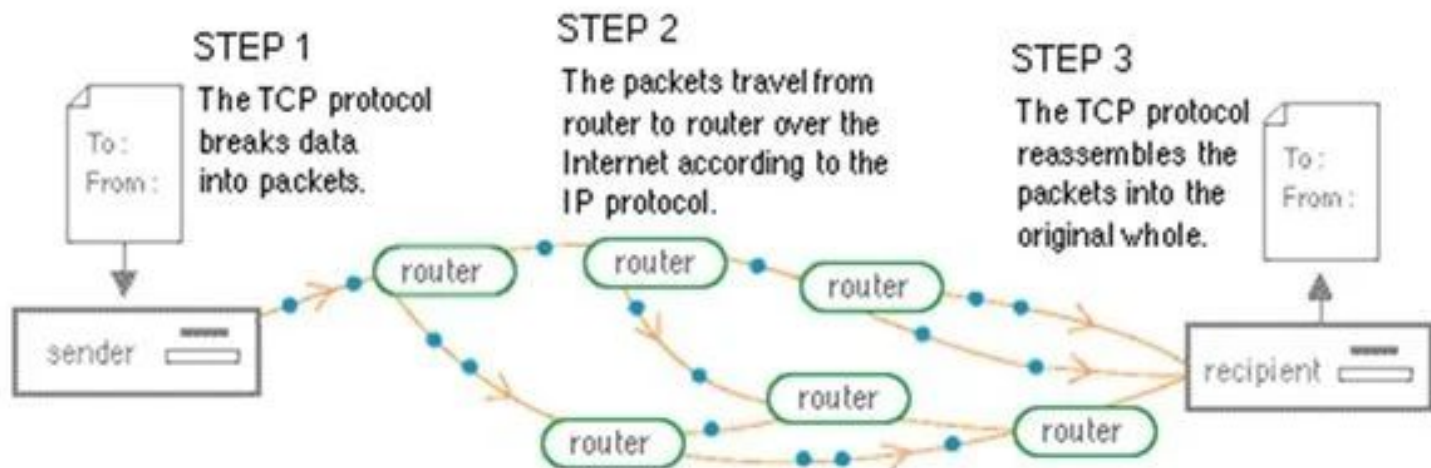 STEP 1
The TCP protocol
breaks data
into packets.
STEP 2
The packets travel from
router to router over the
Internet according to the
IP protocol.
STEP 3
The TCP protocol
reassembles the
packets into the
original whole.
To:
From:
To:
From:
sender
router
router
router
router
router
router
recipient